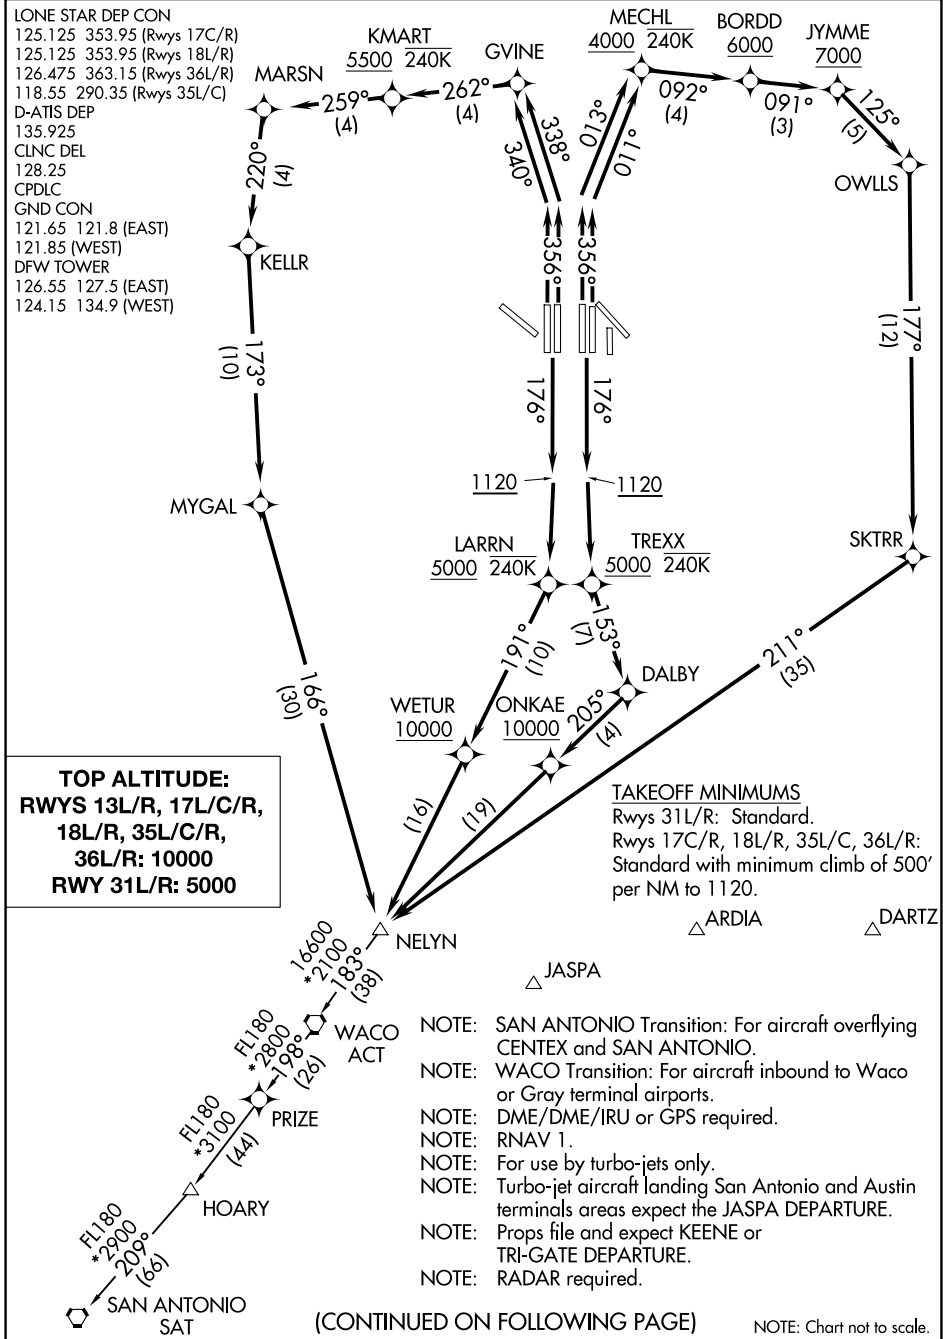 LONE STAR DEP CON
125.125 353.95 (Rwys 17C/R)
125.125 353.95 (Rwys 18L/R)
126.475 363.15 (Rwys 36L/R)
118.55 290.35 (Rwys 35L/C)
D-ATIS DEP
135.925
CLNC DEL
128.25
CPDLC
GND CON
121.65 121.8 (EAST)
121.85 (WEST)
DFW TOWER
126.55 127.5 (EAST)
124.15 134.9 (WEST)
MARSN
KMART
5500 240K
GVINE
MECHL
4000 240K
BORDD
6000
JYMME
7000
259°
(4)
262°
(4)
092°
(4)
091°
(3)
125°
(5)
OWLLS
220°
(4)
KELLR
340°
338°
013°
011°
356°
356°
173°
(10)
177°
(12)
176°
176°
MYGAL
1120
1120
LARRN
5000 240K
TREXX
5000 240K
SKTRR
191°
(10)
153°
(7)
211°
(35)
166°
(30)
DALBY
WETUR
10000
ONKAE
10000
205°
(4)
(16)
(19)
TOP ALTITUDE:
RWYS 13L/R, 17L/C/R,
18L/R, 35L/C/R,
36L/R: 10000
RWY 31L/R: 5000
TAKEOFF MINIMUMS
Rwys 31L/R: Standard.
Rwys 17C/R, 18L/R, 35L/C, 36L/R:
Standard with minimum climb of 500'
per NM to 1120.
NELYN
ARDIA
DARTZ
JASPA
16600
*2100
183°
(38)
WACO
ACT
FL180
*2800
198°
(26)
PRIZE
FL180
*3100
(44)
HOARY
FL180
*2900
209°
(66)
SAN ANTONIO
SAT
NOTE: SAN ANTONIO Transition: For aircraft overflying
CENTEX and SAN ANTONIO.
NOTE: WACO Transition: For aircraft inbound to Waco
or Gray terminal airports.
NOTE: DME/DME/IRU or GPS required.
NOTE: RNAV 1.
NOTE: For use by turbo-jets only.
NOTE: Turbo-jet aircraft landing San Antonio and Austin
terminals areas expect the JASPA DEPARTURE.
NOTE: Props file and expect KEENE or
TRI-GATE DEPARTURE.
NOTE: RADAR required.
(CONTINUED ON FOLLOWING PAGE)
NOTE: Chart not to scale.